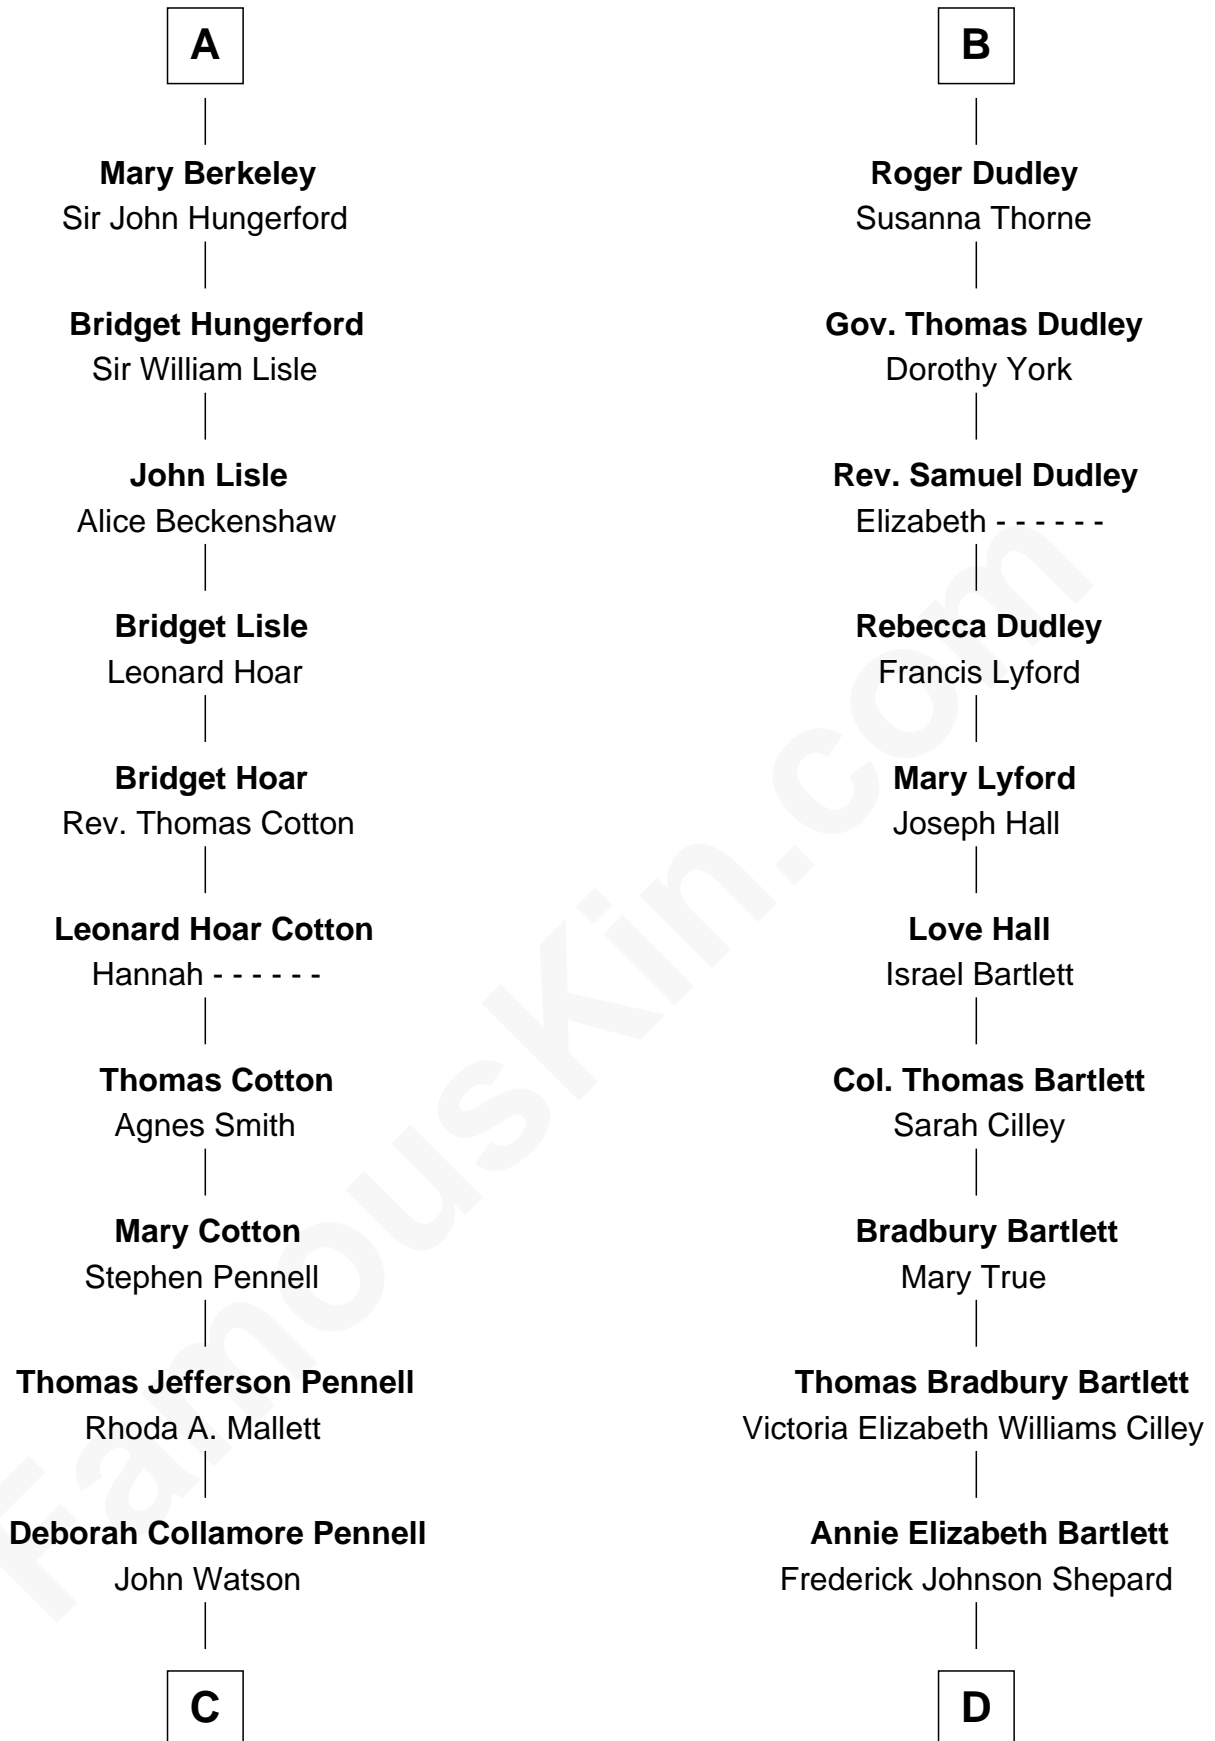 A
Mary Berkeley
Sir John Hungerford
Bridget Hungerford
Sir William Lisle
John Lisle
Alice Beckenshaw
Bridget Lisle
Leonard Hoar
Bridget Hoar
Rev. Thomas Cotton
Leonard Hoar Cotton
Hannah - - - - - -
Thomas Cotton
Agnes Smith
Mary Cotton
Stephen Pennell
Thomas Jefferson Pennell
Rhoda A. Mallett
Deborah Collamore Pennell
John Watson
C
B
Roger Dudley
Susanna Thorne
Gov. Thomas Dudley
Dorothy York
Rev. Samuel Dudley
Elizabeth - - - - - -
Rebecca Dudley
Francis Lyford
Mary Lyford
Joseph Hall
Love Hall
Israel Bartlett
Col. Thomas Bartlett
Sarah Cilley
Bradbury Bartlett
Mary True
Thomas Bradbury Bartlett
Victoria Elizabeth Williams Cilley
Annie Elizabeth Bartlett
Frederick Johnson Shepard
D
FamousKin.com